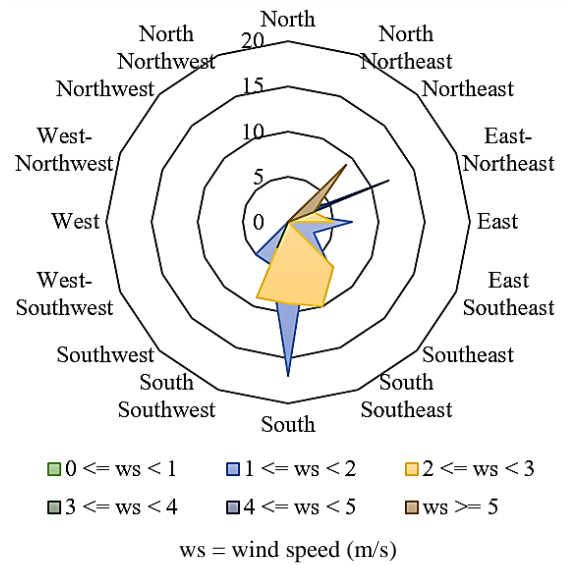 North
20
North
Northwest
North
Northeast
Northwest
Northeast
15
West-
Northwest
East-
Northeast
10
5
0
West
East
West-
Southwest
East
Southeast
Southwest
Southeast
South
Southwest
South
Southeast
South
0 <= ws < 1
1 <= ws < 2
2 <= ws < 3
3 <= ws < 4
4 <= ws < 5
ws >= 5
ws = wind speed (m/s)